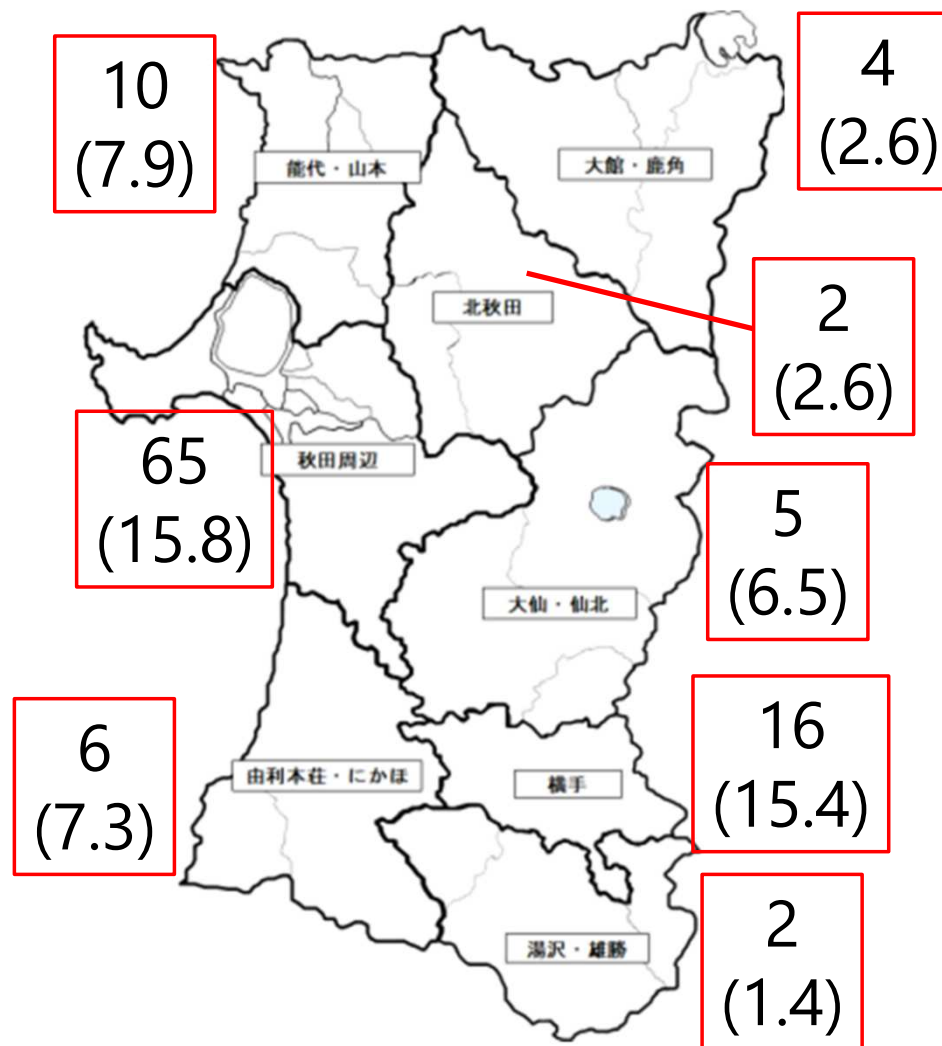 10
(7.9)
4
(2.6)
能代・山本
大館・鹿角
2
(2.6)
北秋田
65
(15.8)
秋田周辺
5
(6.5)
大仙・仙北
6
(7.3)
由利本荘・にかほ
16
(15.4)
横手
2
(1.4)
湯沢・雄勝